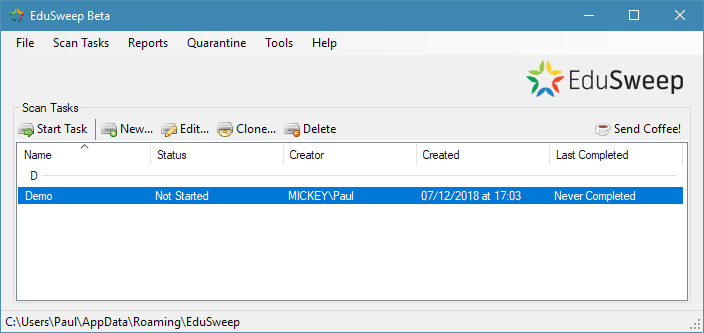 EduSweep Beta
File Scan Tasks Reports Quarantine Tools Help
EduSweep
Scan Tasks
Start Task New... Edit... Clone... Delete Send Coffee!
Name Status Creator Created Last Completed
D
Demo Not Started MICKEY\Paul 07/12/2018 at 17:03 Never Completed
C:\Users\Paul\AppData\Roaming\EduSweep